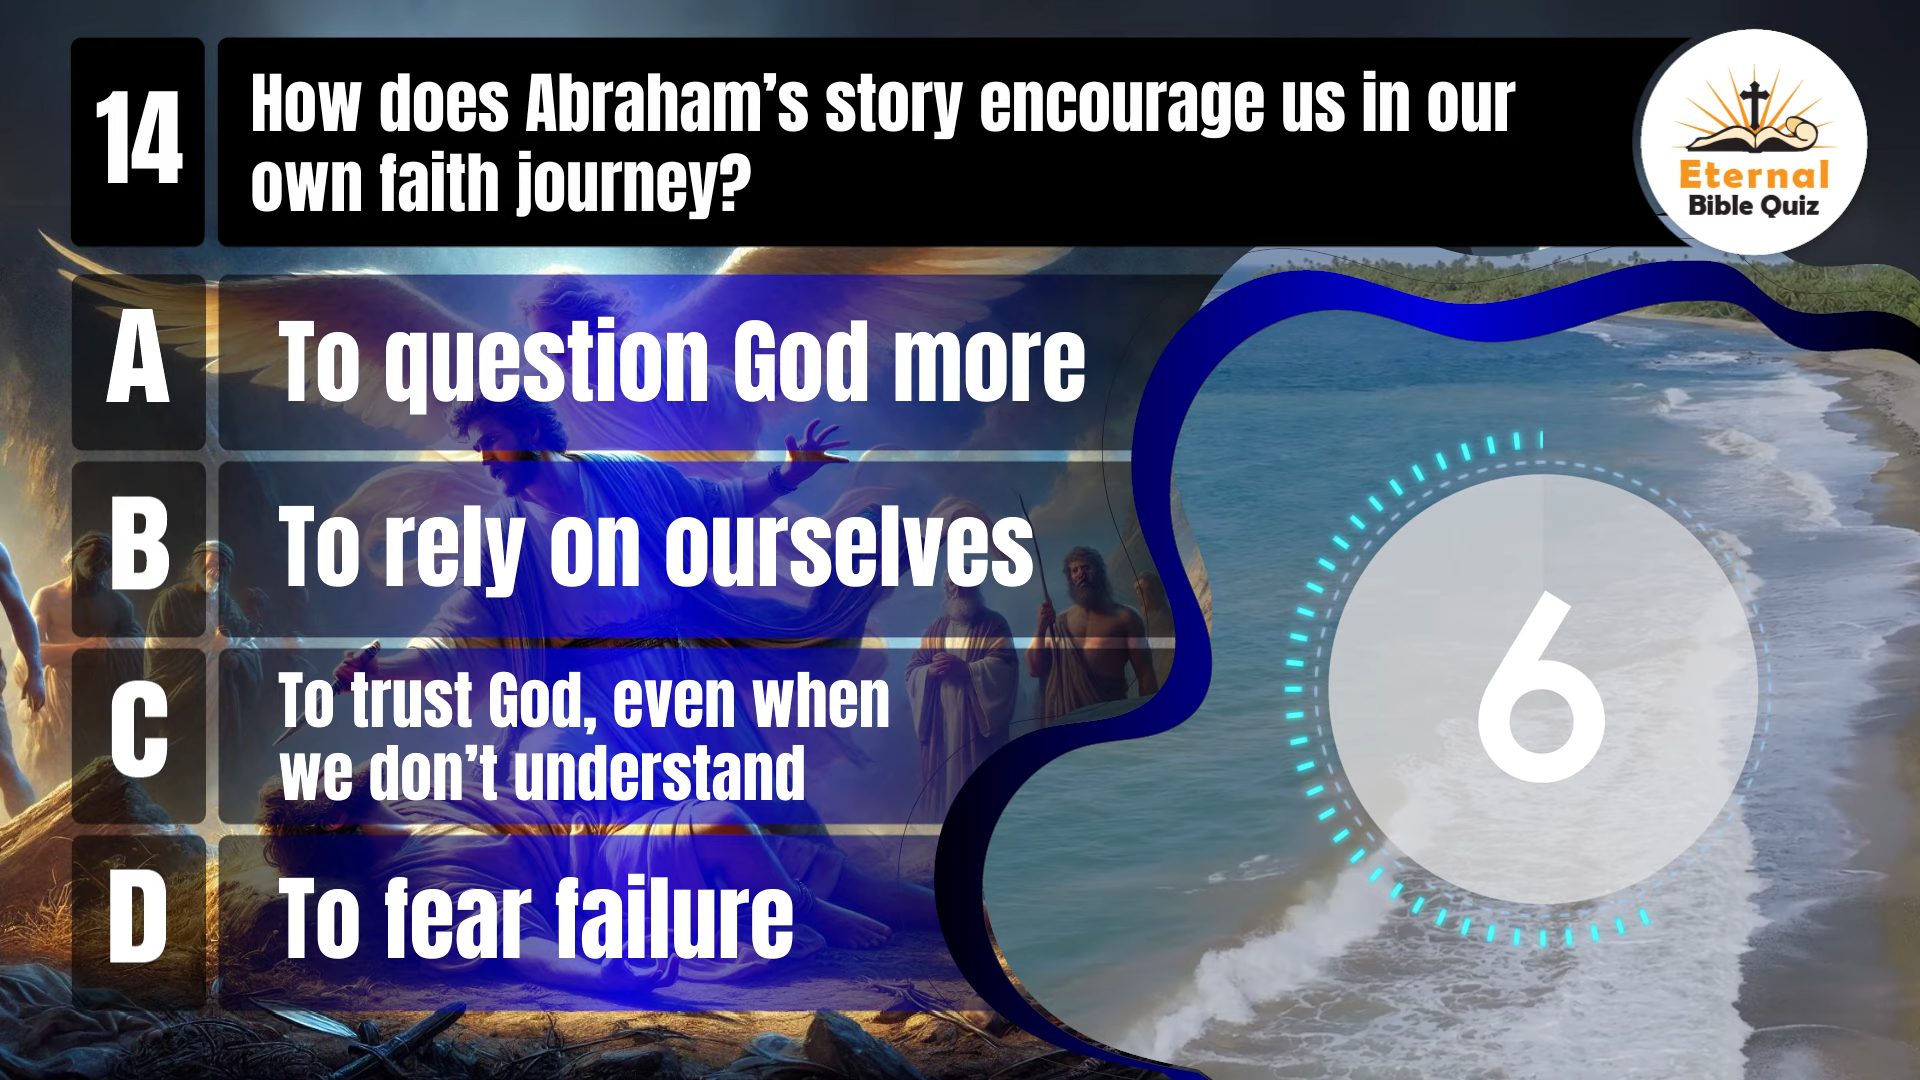 14
How does Abraham’s story encourage us in our
own faith journey?
Eternal
Bible Quiz
A
To question God more
B
To rely on ourselves
C
To trust God, even when
we don’t understand
D
To fear failure
6